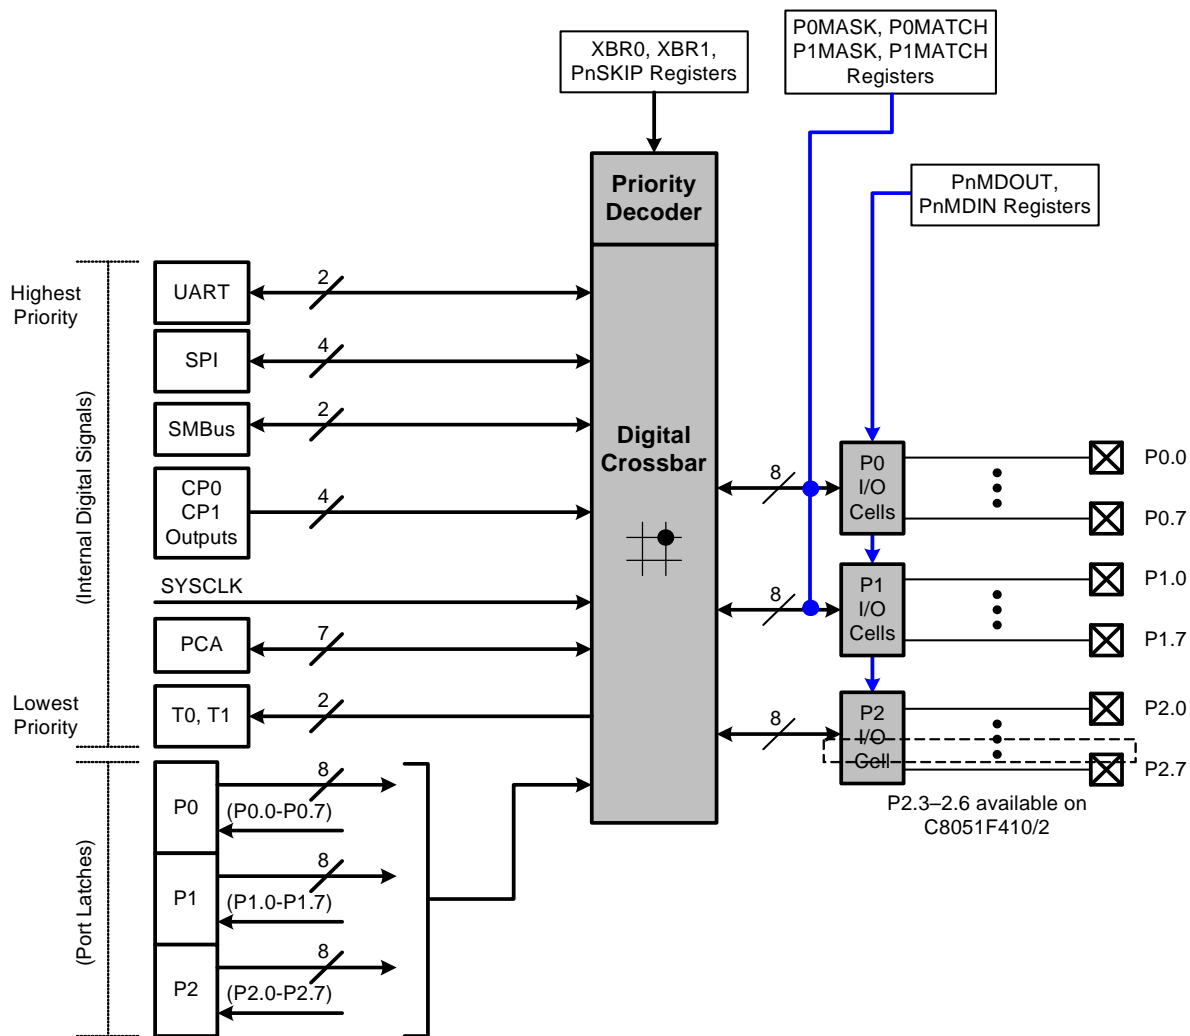 XBR0, XBR1,
PnSKIP Registers
P0MASK, P0MATCH
P1MASK, P1MATCH
Registers
Priority
Decoder
PnMDOUT,
PnMDIN Registers
Highest
Priority
(Internal Digital Signals)
UART
2
SPI
4
SMBus
2
CP0
CP1
Outputs
4
SYSCLK
PCA
7
Lowest
Priority
T0, T1
2
Digital
Crossbar
8
P0
I/O
Cells
P0.0
P0.7
8
P1
I/O
Cells
P1.0
P1.7
8
P2
I/O
Cell
P2.0
P2.7
P2.3–2.6 available on
C8051F410/2
(Port Latches)
P0
8
(P0.0-P0.7)
P1
8
(P1.0-P1.7)
P2
8
(P2.0-P2.7)